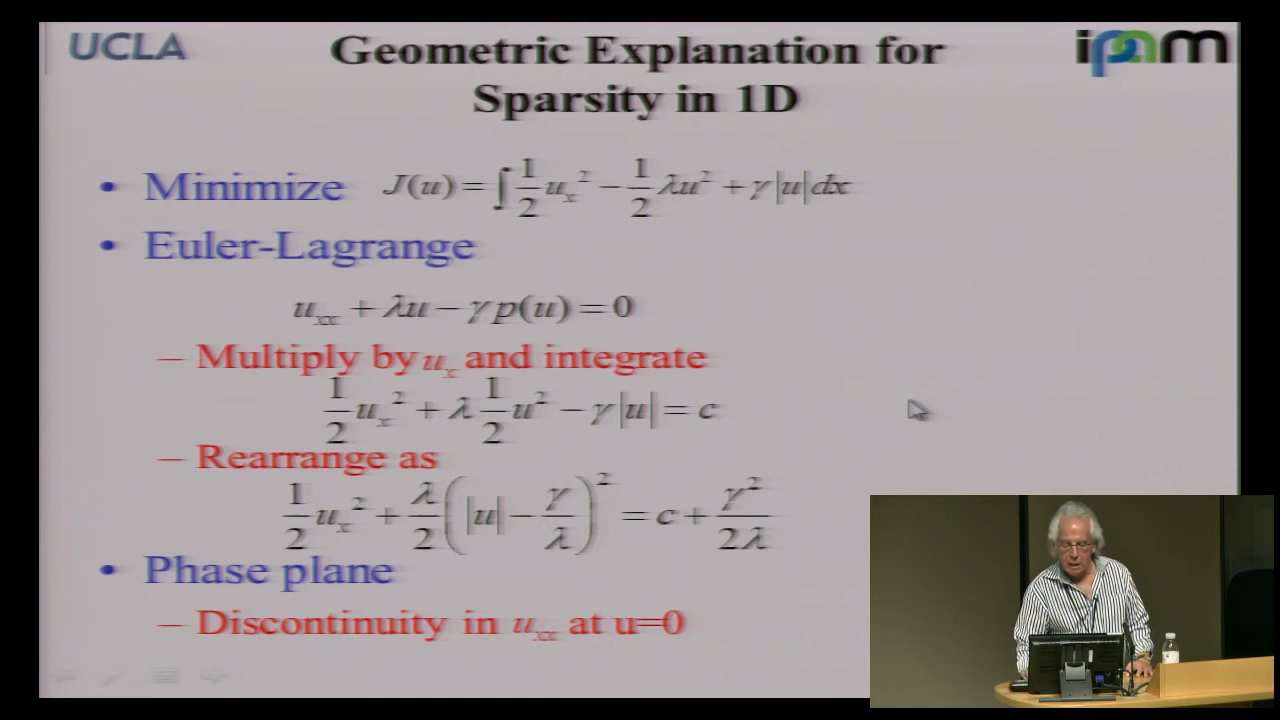 UCLA
Geometric Explanation for
ipam
Sparsity in 1D
• Minimize J(u) = ∫ 1/2 u_x² − 1/2 λu² + γ|u|dx
• Euler-Lagrange
u_xx + λu − γ p(u) = 0
– Multiply by u_x and integrate
1/2 u_x² + λ 1/2 u² − γ|u| = c
– Rearrange as
1/2 u_x² + λ/2 (|u| − γ/λ)² = c + γ²/2λ
• Phase plane
– Discontinuity in u_xx at u=0